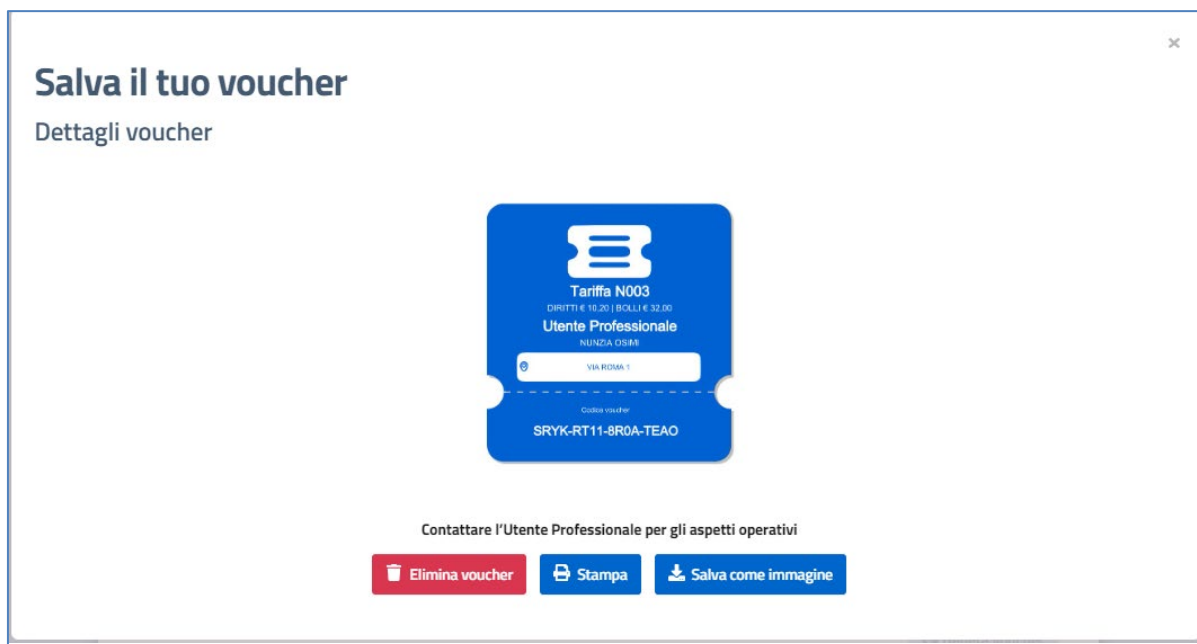 ×
Salva il tuo voucher
Dettagli voucher
Tariffa N003
DIRITTI € 10,20 | BOLLI € 32,00
Utente Professionale
NUNZIA OSIMI
VIA ROMA 1
Codice voucher
SRYK-RT11-8R0A-TEAO
Contattare l'Utente Professionale per gli aspetti operativi
Elimina voucher Stampa Salva come immagine